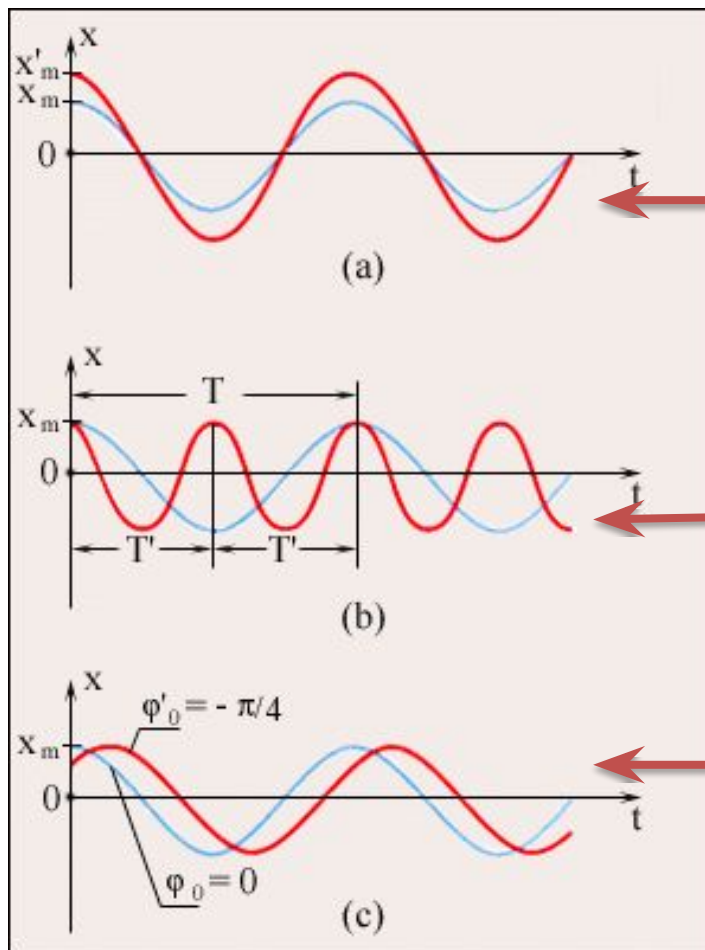 x
x'm
xm
0
t
(a)
x
T
xm
0
t
T' T'
(b)
x
φ'0 = - π/4
xm
0
t
φ0 = 0
(c)